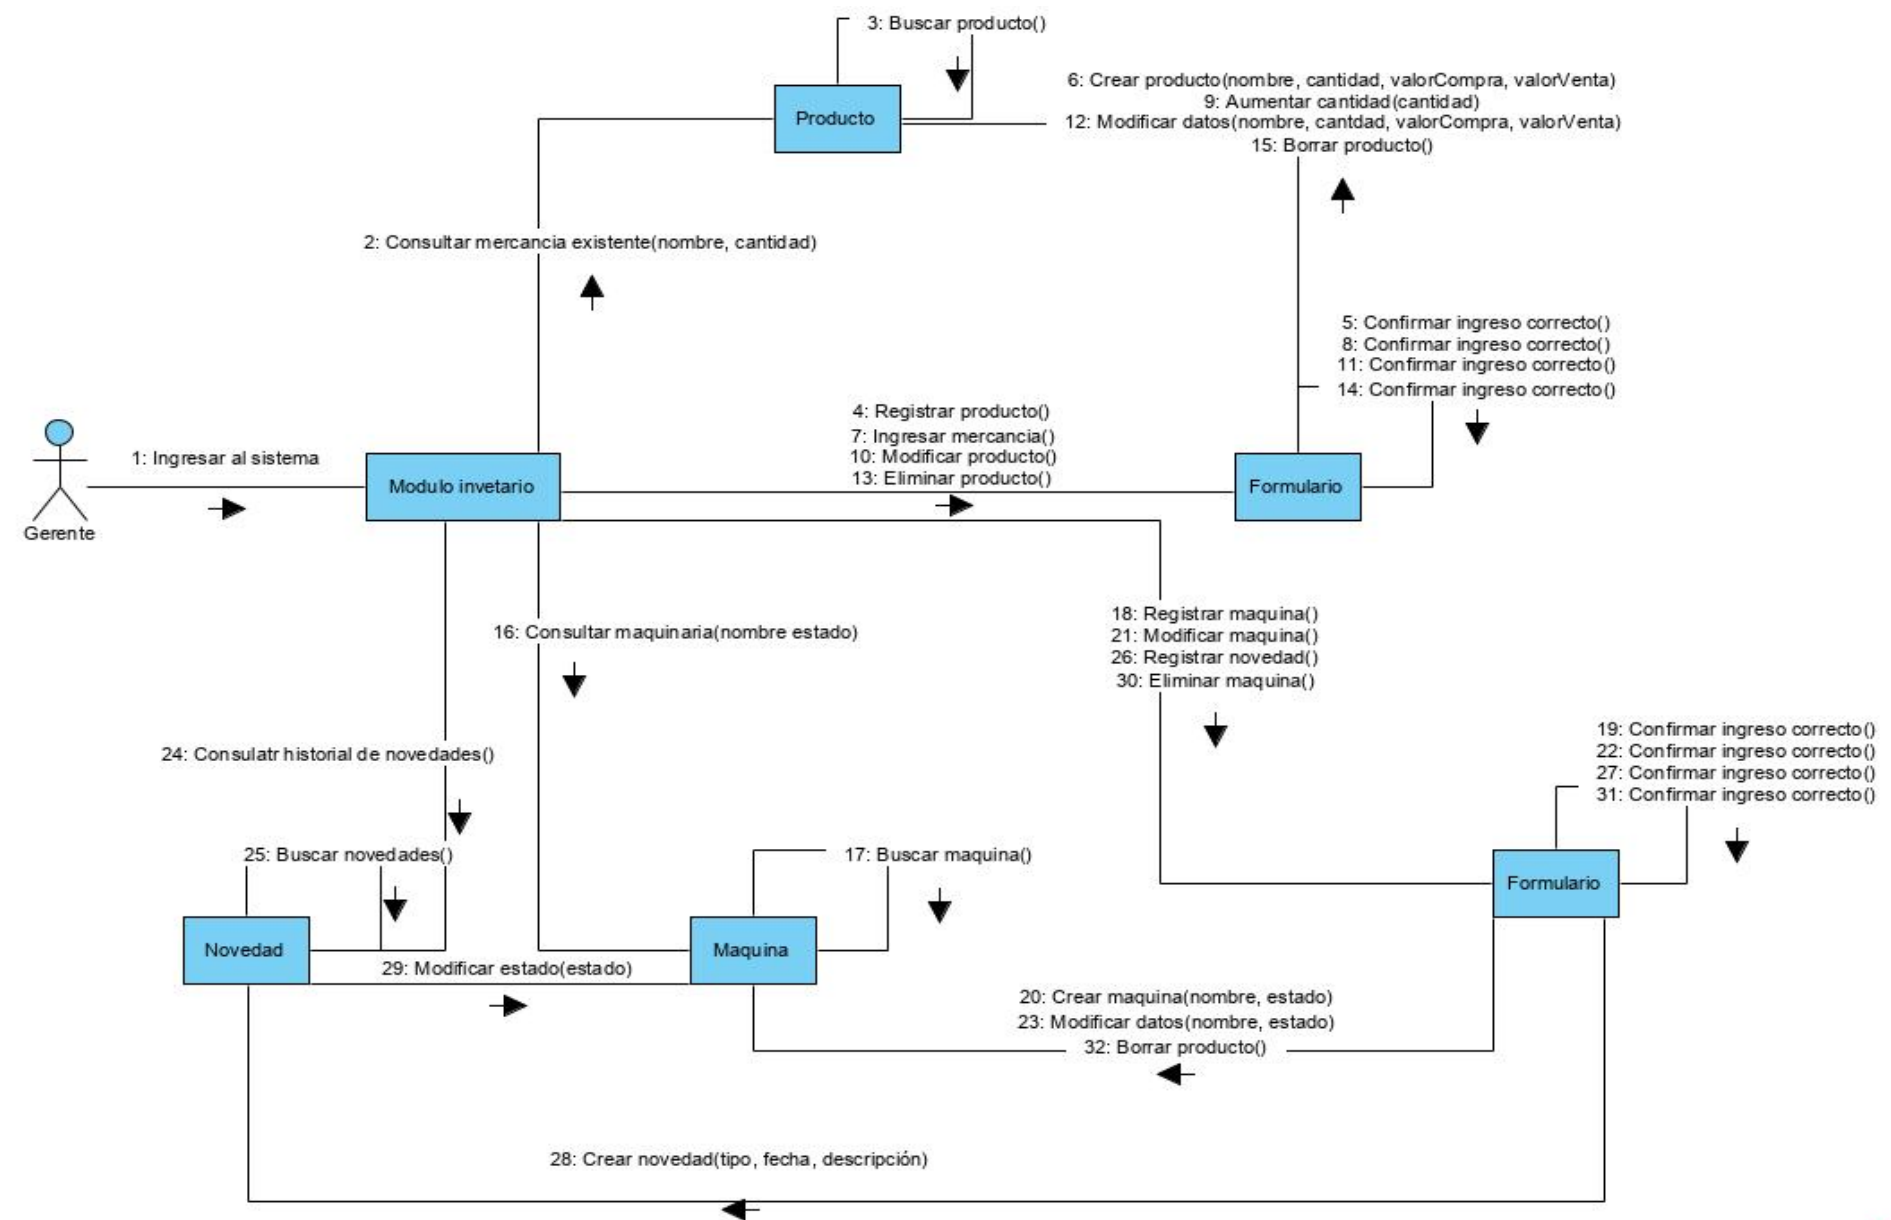 3: Buscar producto()
6: Crear producto(nombre, cantidad, valorCompra, valorVenta)
9: Aumentar cantidad(cantidad)
12: Modificar datos(nombre, cantdad, valorCompra, valorVenta)
15: Borrar producto()
Producto
2: Consultar mercancia existente(nombre, cantidad)
5: Confirmar ingreso correcto()
8: Confirmar ingreso correcto()
11: Confirmar ingreso correcto()
14: Confirmar ingreso correcto()
4: Registrar producto()
7: Ingresar mercancia()
10: Modificar producto()
13: Eliminar producto()
1: Ingresar al sistema
Modulo invetario
Formulario
Gerente
18: Registrar maquina()
21: Modificar maquina()
26: Registrar novedad()
30: Eliminar maquina()
16: Consultar maquinaria(nombre estado)
19: Confirmar ingreso correcto()
22: Confirmar ingreso correcto()
27: Confirmar ingreso correcto()
31: Confirmar ingreso correcto()
24: Consulatr historial de novedades()
25: Buscar novedades()
17: Buscar maquina()
Formulario
Novedad
Maquina
29: Modificar estado(estado)
20: Crear maquina(nombre, estado)
23: Modificar datos(nombre, estado)
32: Borrar producto()
28: Crear novedad(tipo, fecha, descripción)